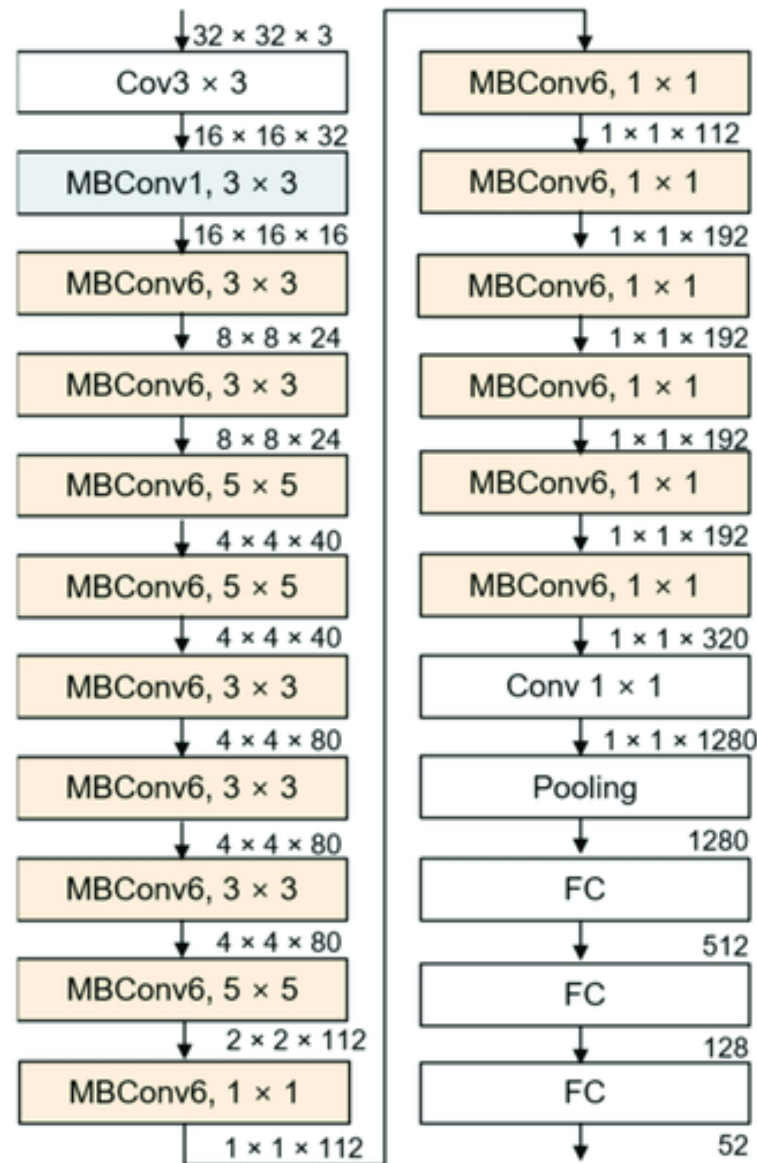 32 × 32 × 3
Cov3 × 3
16 × 16 × 32
MBConv1, 3 × 3
16 × 16 × 16
MBConv6, 3 × 3
8 × 8 × 24
MBConv6, 3 × 3
8 × 8 × 24
MBConv6, 5 × 5
4 × 4 × 40
MBConv6, 5 × 5
4 × 4 × 40
MBConv6, 3 × 3
4 × 4 × 80
MBConv6, 3 × 3
4 × 4 × 80
MBConv6, 3 × 3
4 × 4 × 80
MBConv6, 5 × 5
2 × 2 × 112
MBConv6, 1 × 1
1 × 1 × 112
MBConv6, 1 × 1
1 × 1 × 112
MBConv6, 1 × 1
1 × 1 × 192
MBConv6, 1 × 1
1 × 1 × 192
MBConv6, 1 × 1
1 × 1 × 192
MBConv6, 1 × 1
1 × 1 × 192
MBConv6, 1 × 1
1 × 1 × 320
Conv 1 × 1
1 × 1 × 1280
Pooling
1280
FC
512
FC
128
FC
52